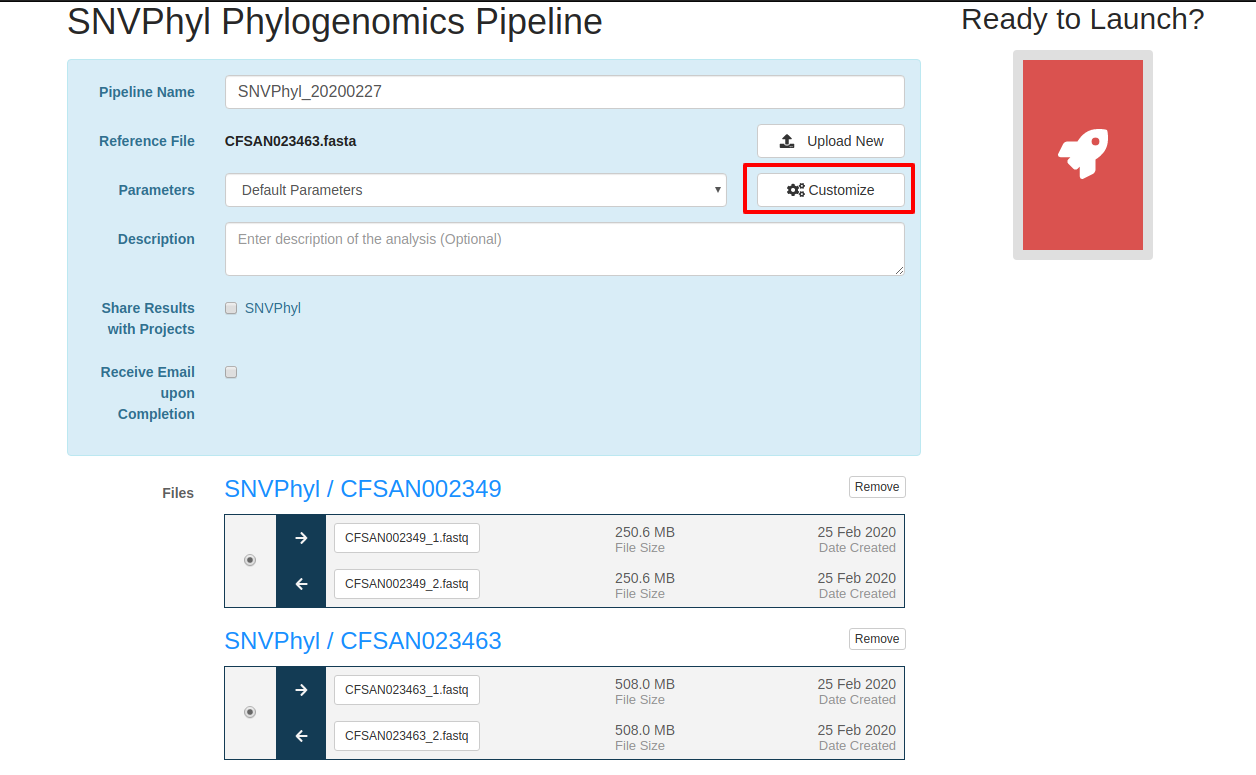 SNVPhyl Phylogenomics Pipeline
Ready to Launch?
Pipeline Name
SNVPhyl_20200227
Reference File
CFSAN023463.fasta
Upload New
Parameters
Default Parameters
Customize
Description
Enter description of the analysis (Optional)
Share Results
with Projects
SNVPhyl
Receive Email
upon
Completion
Files
SNVPhyl / CFSAN002349
Remove
CFSAN002349_1.fastq
250.6 MB
File Size
25 Feb 2020
Date Created
CFSAN002349_2.fastq
250.6 MB
File Size
25 Feb 2020
Date Created
SNVPhyl / CFSAN023463
Remove
CFSAN023463_1.fastq
508.0 MB
File Size
25 Feb 2020
Date Created
CFSAN023463_2.fastq
508.0 MB
File Size
25 Feb 2020
Date Created